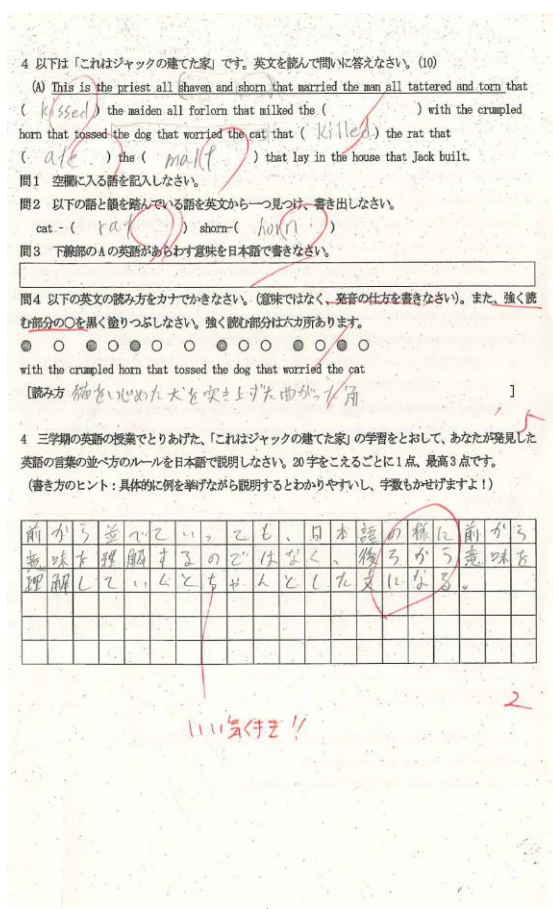 4 以下は「これはジャックの建てた家」です。英文を読んで問いに答えなさい。(10)
(A) This is the priest all shaven and shorn that married the man all tattered and torn that
( kissed ) the maiden all forlorn that milked the (　　　) with the crumpled
horn that tossed the dog that worried the cat that ( killed ) the rat that
( ate ) the ( malt ) that lay in the house that Jack built.
問1 空欄に入る語を記入しなさい。
問2 以下の語と韻を踏んでいる語を英文から一つ見つけ、書き出しなさい。
cat - ( rat ) shorn-( horn )
問3 下線部のAの英語があらわす意味を日本語で書きなさい。
問4 以下の英文の読み方をカナでかきなさい。(意味ではなく、発音の仕方を書きなさい)。また、強く読
む部分の○を黒く塗りつぶしなさい。強く読む部分は六カ所あります。
● ○ ● ○ ● ○ ○ ● ○ ○ ● ○ ● ○
with the crumpled horn that tossed the dog that worried the cat
[読み方 猫をいじめた犬を突き上げた曲がった角 ]
5
4 三学期の英語の授業でとりあげた、「これはジャックの建てた家」の学習をとおして、あなたが発見した
英語の言葉の並べ方のルールを日本語で説明しなさい。20字をこえるごとに1点、最高3点です。
(書き方のヒント:具体的に例を挙げながら説明するとわかりやすいし、字数もかせげますよ!)
前から並べていっても、日本語の様に前から
意味を理解するのではなく、後ろから意味を
理解していくとちゃんとした文になる。
2
いい気付き!!